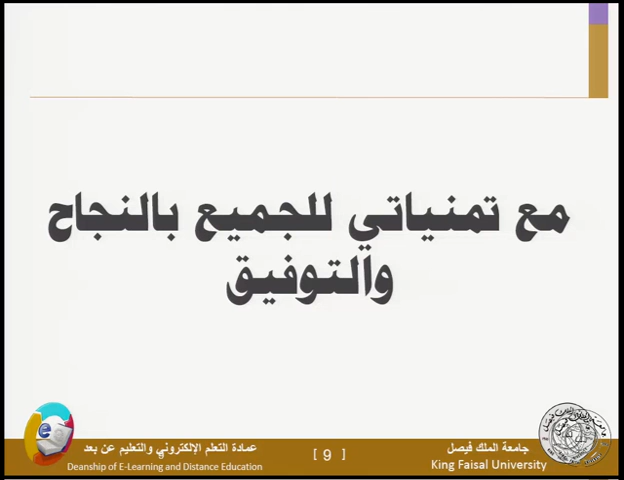 مع تمنياتي للجميع بالنجاح
والتوفيق
جامعة الملك فيصل
King Faisal University
[ 9 ]
عمادة التعلم الإلكتروني والتعليم عن بعد
Deanship of E-Learning and Distance Education
e